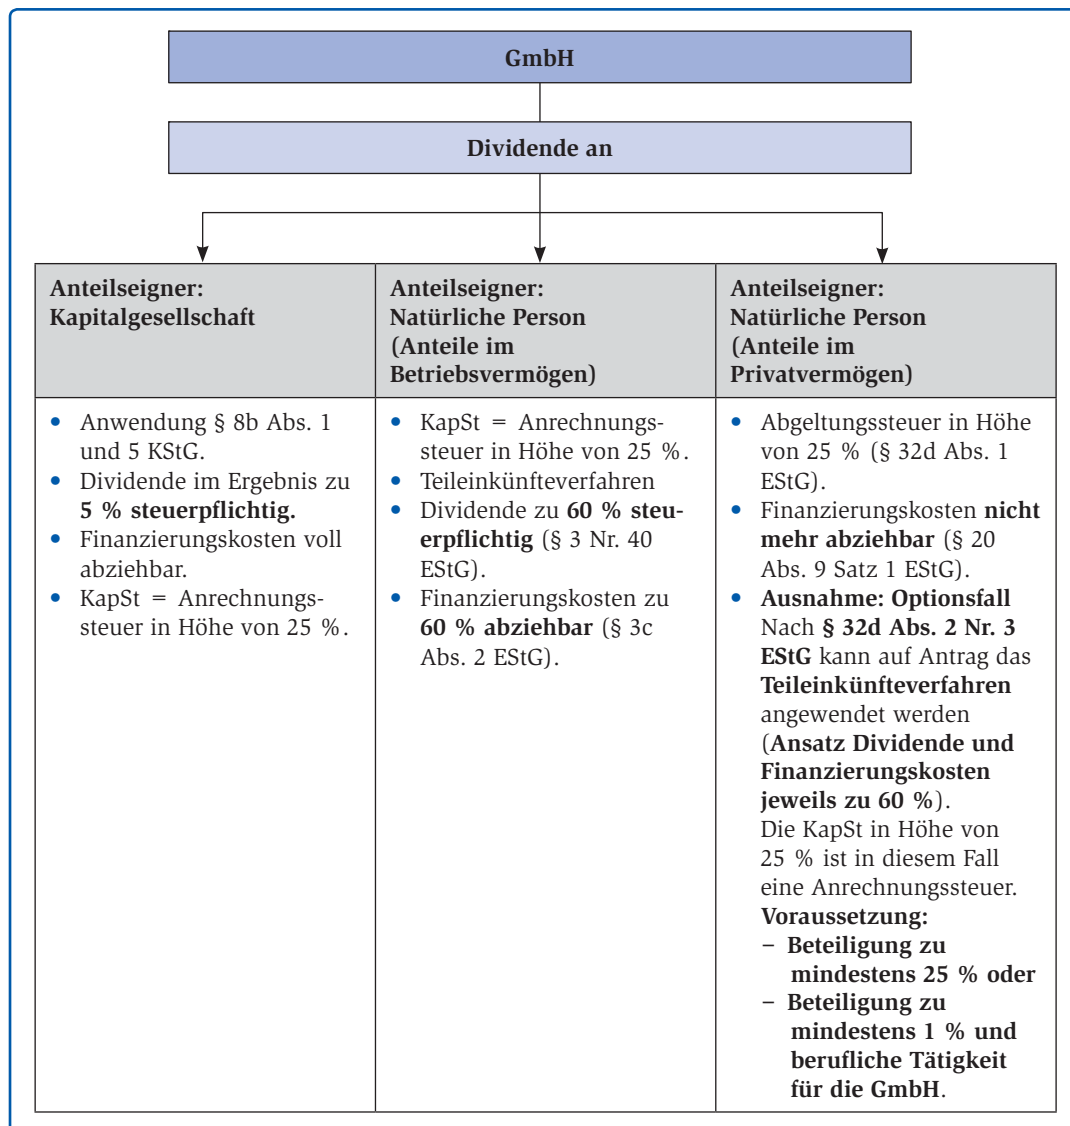 GmbH
Dividende an
Anteilseigner:
Kapitalgesellschaft
Anteilseigner:
Natürliche Person
(Anteile im
Betriebsvermögen)
Anteilseigner:
Natürliche Person
(Anteile im
Privatvermögen)
• Anwendung § 8b Abs. 1
und 5 KStG.
• Dividende im Ergebnis zu
5 % steuerpflichtig.
• Finanzierungskosten voll
abziehbar.
• KapSt = Anrechnungs-
steuer in Höhe von 25 %.
• KapSt = Anrechnungs-
steuer in Höhe von 25 %.
• Teileinkünfteverfahren
• Dividende zu 60 % steu-
erpflichtig (§ 3 Nr. 40
EStG).
• Finanzierungskosten zu
60 % abziehbar (§ 3c
Abs. 2 EStG).
• Abgeltungssteuer in Höhe
von 25 % (§ 32d Abs. 1
EStG).
• Finanzierungskosten nicht
mehr abziehbar (§ 20
Abs. 9 Satz 1 EStG).
• Ausnahme: Optionsfall
Nach § 32d Abs. 2 Nr. 3
EStG kann auf Antrag das
Teileinkünfteverfahren
angewendet werden
(Ansatz Dividende und
Finanzierungskosten
jeweils zu 60 %).
Die KapSt in Höhe von
25 % ist in diesem Fall
eine Anrechnungssteuer.
Voraussetzung:
– Beteiligung zu
mindestens 25 % oder
– Beteiligung zu
mindestens 1 % und
berufliche Tätigkeit
für die GmbH.